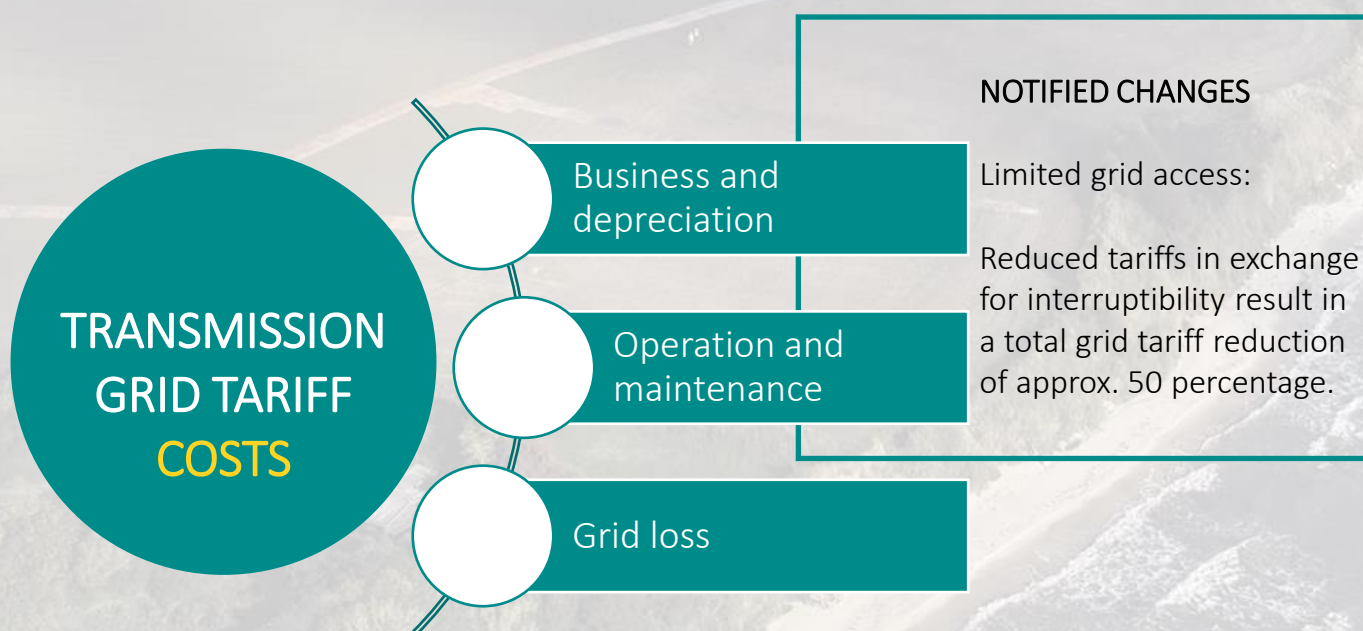 TRANSMISSION
GRID TARIFF
COSTS
Business and
depreciation
Operation and
maintenance
Grid loss
NOTIFIED CHANGES
Limited grid access:
Reduced tariffs in exchange
for interruptibility result in
a total grid tariff reduction
of approx. 50 percentage.